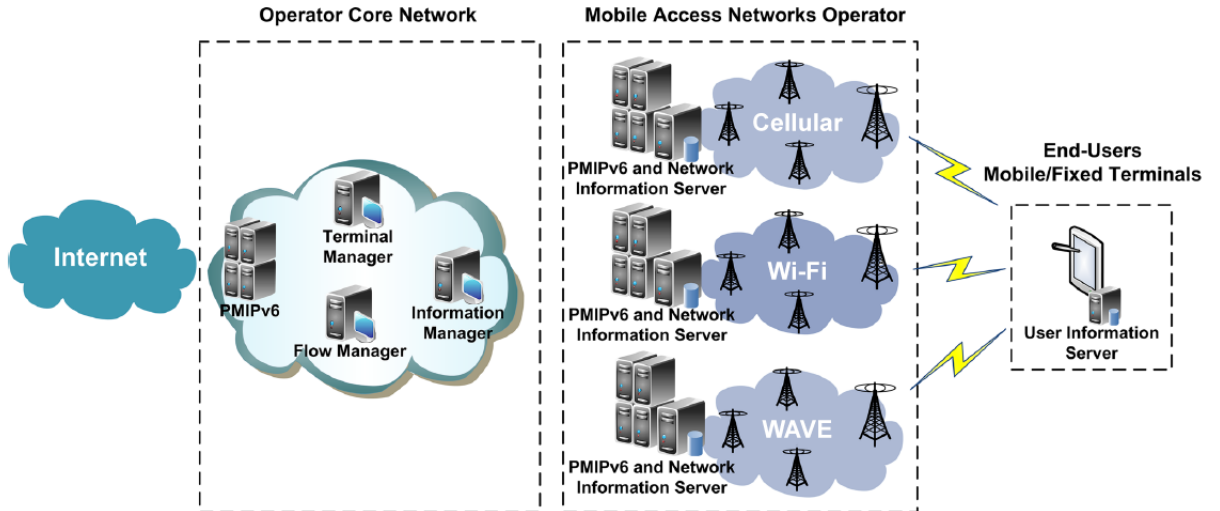 Operator Core Network
Mobile Access Networks Operator
Internet
PMIPv6
Terminal
Manager
Flow Manager
Information
Manager
Cellular
PMIPv6 and Network
Information Server
Wi-Fi
PMIPv6 and Network
Information Server
WAVE
PMIPv6 and Network
Information Server
End-Users
Mobile/Fixed Terminals
User Information
Server